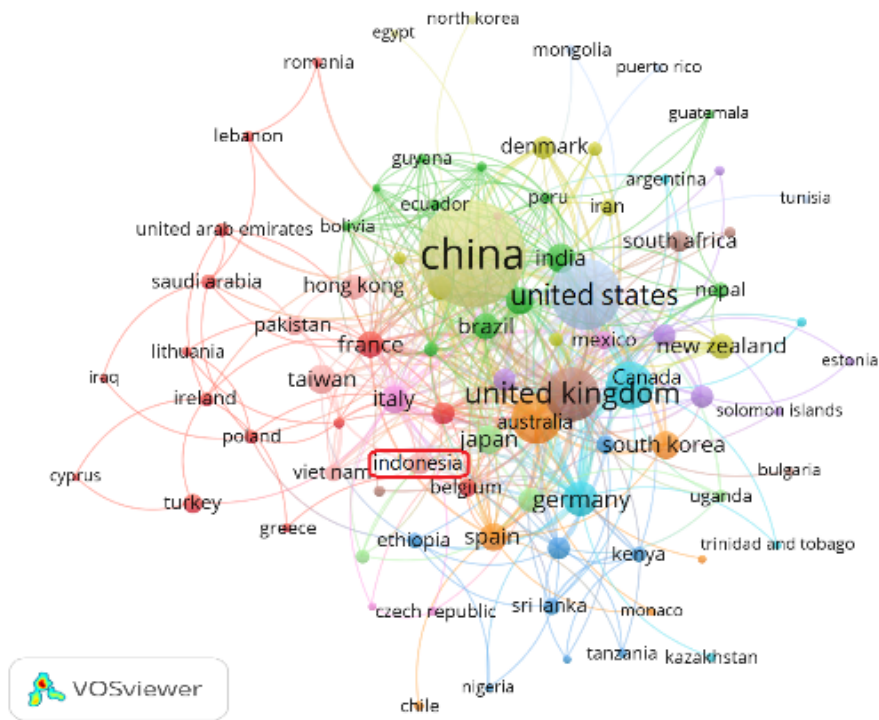 north korea
egypt
mongolia
romania
puerto rico
guatemala
lebanon
denmark
guyana
argentina
peru
tunisia
ecuador
iran
bolivia
united arab emirates
south africa
china
india
saudi arabia
hong kong
nepal
united states
pakistan
brazil
mexico
france
new zealand
lithuania
estonia
iraq
taiwan
Canada
united kingdom
ireland
italy
solomon islands
australia
poland
japan
south korea
indonesia
viet nam
bulgaria
cyprus
belgium
uganda
turkey
germany
greece
spain
ethiopia
trinidad and tobago
kenya
czech republic
sri lanka
monaco
tanzania
kazakhstan
nigeria
VOSviewer
chile